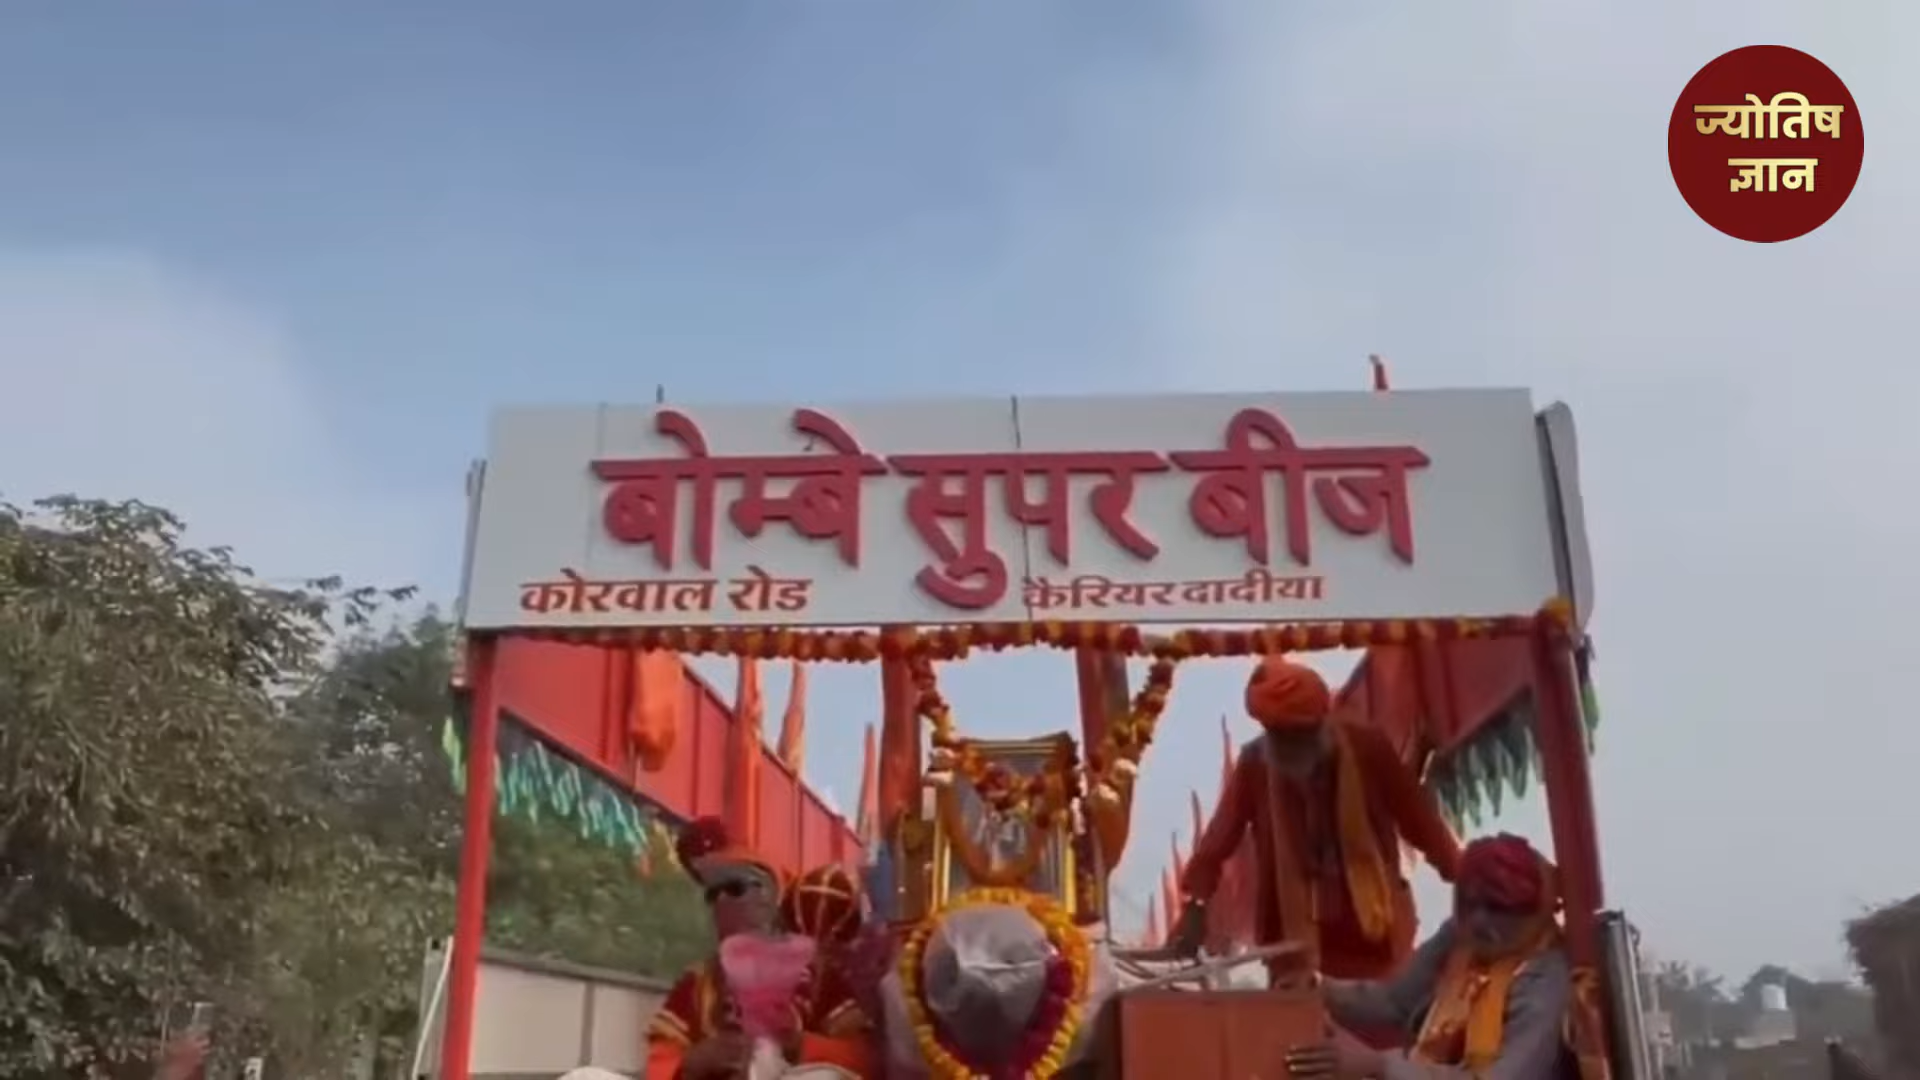 ज्योतिष
ज्ञान
बोम्बे सुपर बीज
कोरवाल रोड कैरियर दादीया